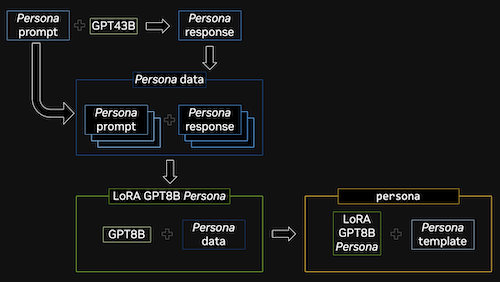 Persona
prompt
+
GPT43B
Persona
response
Persona data
Persona
prompt
+
Persona
response
LoRA GPT8B Persona
GPT8B
+
Persona
data
persona
LoRA
GPT8B
Persona
+
Persona
template